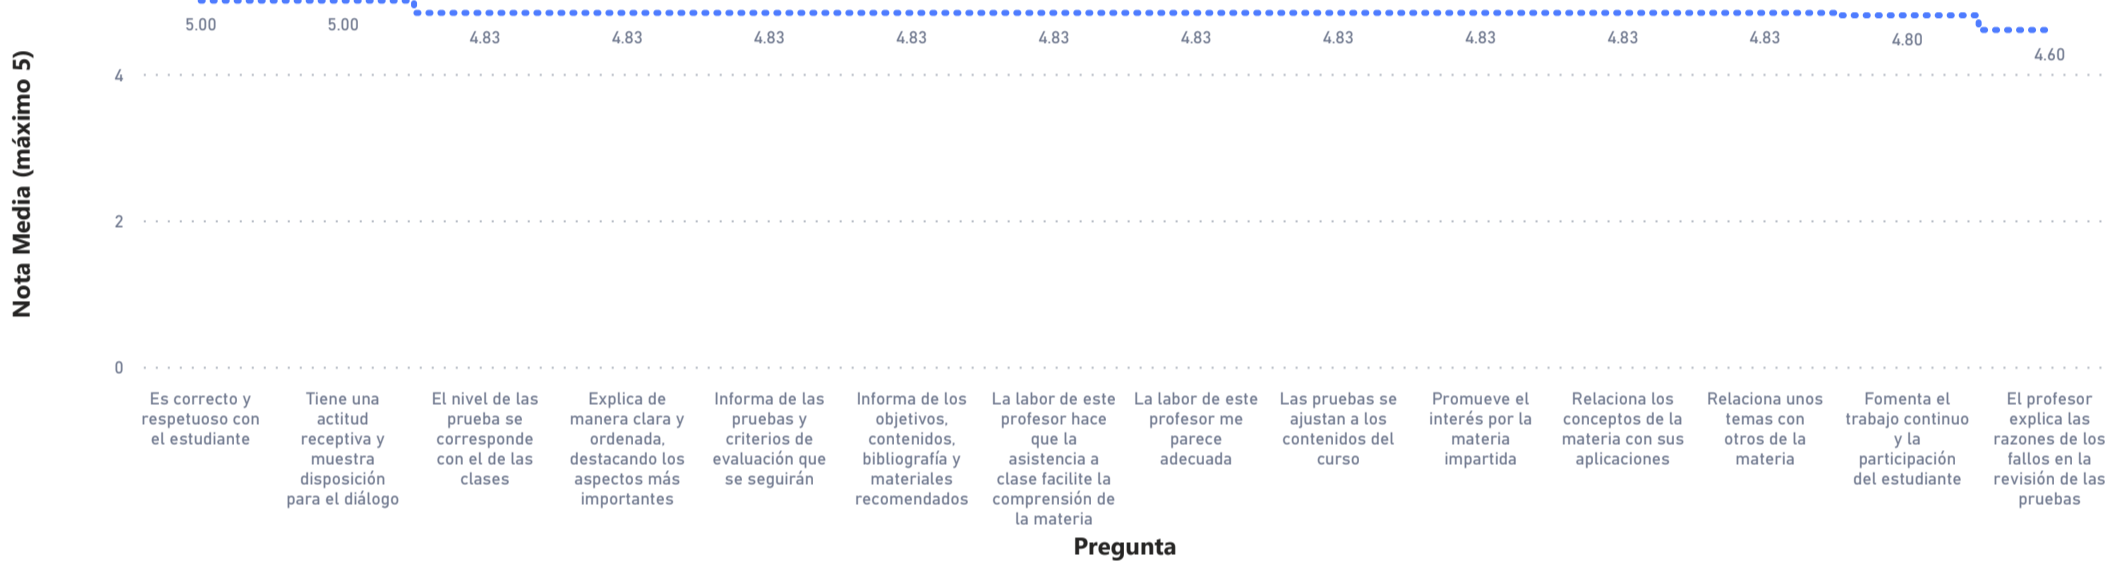 5.00 5.00 4.83 4.83 4.83 4.83 4.83 4.83 4.83 4.83 4.83 4.83 4.80 4.60
Nota Media (máximo 5)
4
2
0
Es correcto y
respetuoso con
el estudiante
Tiene una
actitud
receptiva y
muestra
disposición
para el diálogo
El nivel de las
prueba se
corresponde
con el de las
clases
Explica de
manera clara y
ordenada,
destacando los
aspectos más
importantes
Informa de las
pruebas y
criterios de
evaluación que
se seguirán
Informa de los
objetivos,
contenidos,
bibliografía y
materiales
recomendados
La labor de este
profesor hace
que la
asistencia a
clase facilite la
comprensión de
la materia
La labor de este
profesor me
parece
adecuada
Las pruebas se
ajustan a los
contenidos del
curso
Promueve el
interés por la
materia
impartida
Relaciona los
conceptos de la
materia con sus
aplicaciones
Relaciona unos
temas con
otros de la
materia
Fomenta el
trabajo continuo
y la
participación
del estudiante
El profesor
explica las
razones de los
fallos en la
revisión de las
pruebas
Pregunta